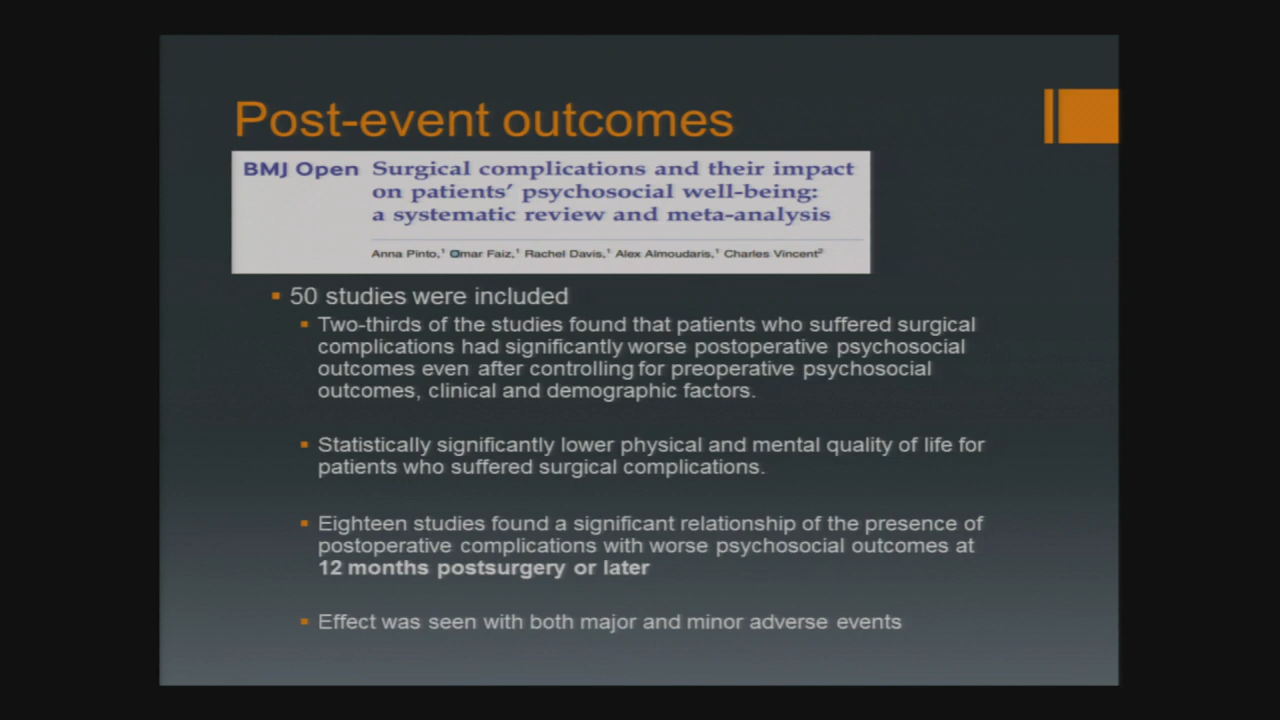 Post-event outcomes
BMJ Open
Surgical complications and their impact
on patients' psychosocial well-being:
a systematic review and meta-analysis
Anna Pinto,¹ Omar Faiz,¹ Rachel Davis,¹ Alex Almoudaris,¹ Charles Vincent²
▪ 50 studies were included
▪ Two-thirds of the studies found that patients who suffered surgical
complications had significantly worse postoperative psychosocial
outcomes even after controlling for preoperative psychosocial
outcomes, clinical and demographic factors.
▪ Statistically significantly lower physical and mental quality of life for
patients who suffered surgical complications.
▪ Eighteen studies found a significant relationship of the presence of
postoperative complications with worse psychosocial outcomes at
12 months postsurgery or later
▪ Effect was seen with both major and minor adverse events